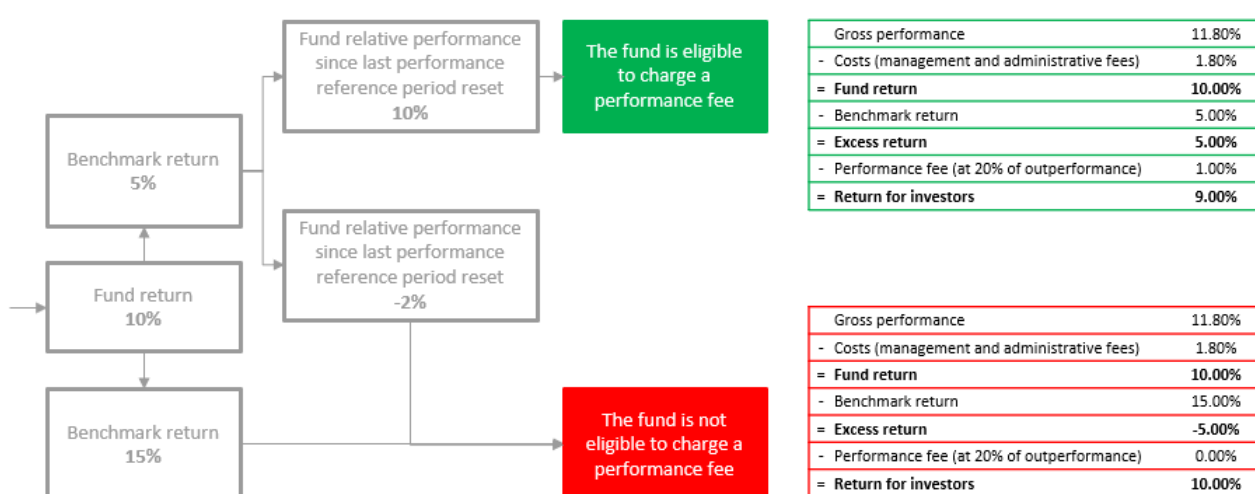 Fund relative performance
since last performance
reference period reset
10%
The fund is eligible
to charge a
performance fee
Benchmark return
5%
Fund relative performance
since last performance
reference period reset
-2%
Fund return
10%
Benchmark return
15%
The fund is not
eligible to charge a
performance fee
Gross performance 11.80%
- Costs (management and administrative fees) 1.80%
= Fund return 10.00%
- Benchmark return 5.00%
= Excess return 5.00%
- Performance fee (at 20% of outperformance) 1.00%
= Return for investors 9.00%
Gross performance 11.80%
- Costs (management and administrative fees) 1.80%
= Fund return 10.00%
- Benchmark return 15.00%
= Excess return -5.00%
- Performance fee (at 20% of outperformance) 0.00%
= Return for investors 10.00%